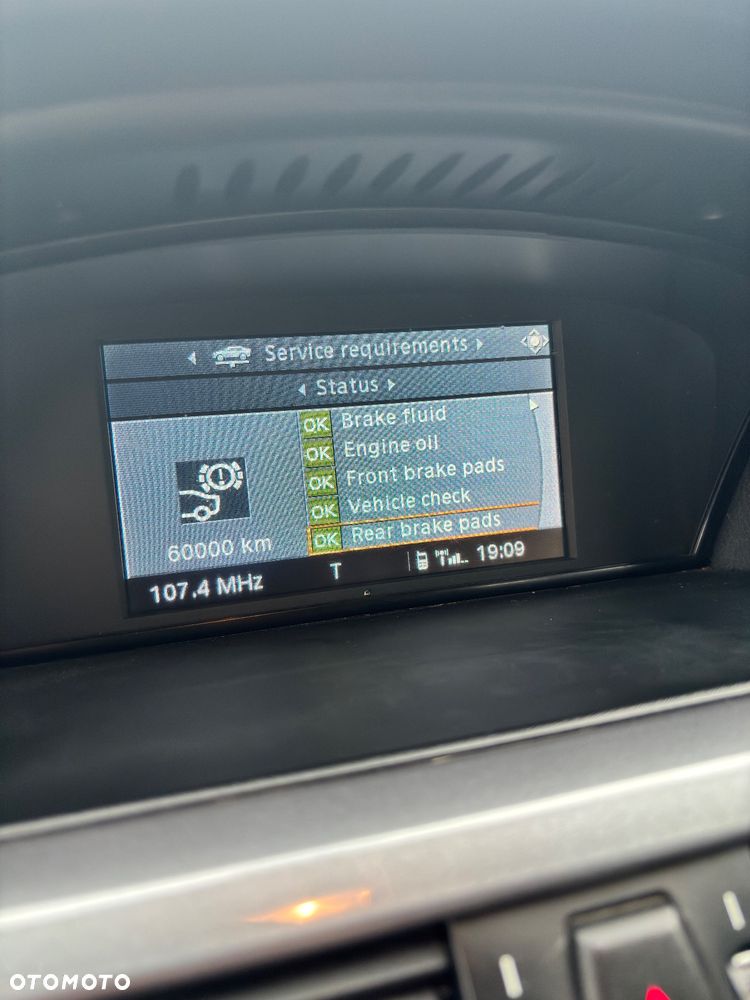 Service requirements
Status
OK Brake fluid
OK Engine oil
OK Front brake pads
OK Vehicle check
OK Rear brake pads
60000 km
107.4 MHz T 19:09
OTOMOTO